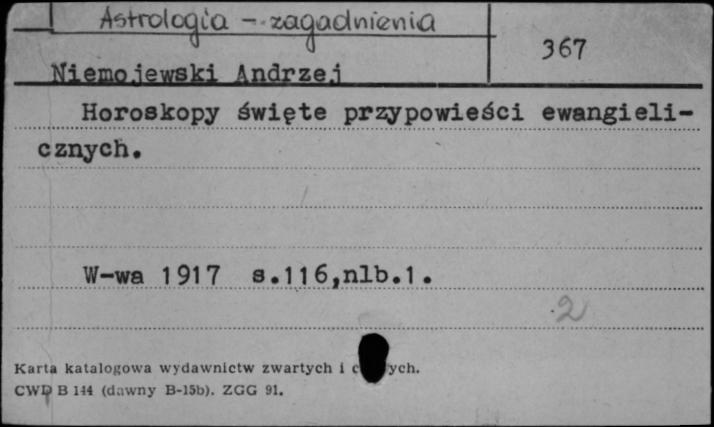 Astrologia - zagadnienia
367
Niemojewski Andrzej
Horoskopy święte przypowieści ewangieli-
cznych.
W-wa 1917 s.116,nlb.1.
2
Karta katalogowa wydawnictw zwartych i
CWD B 144 (dawny B-15b). ZGG 91.